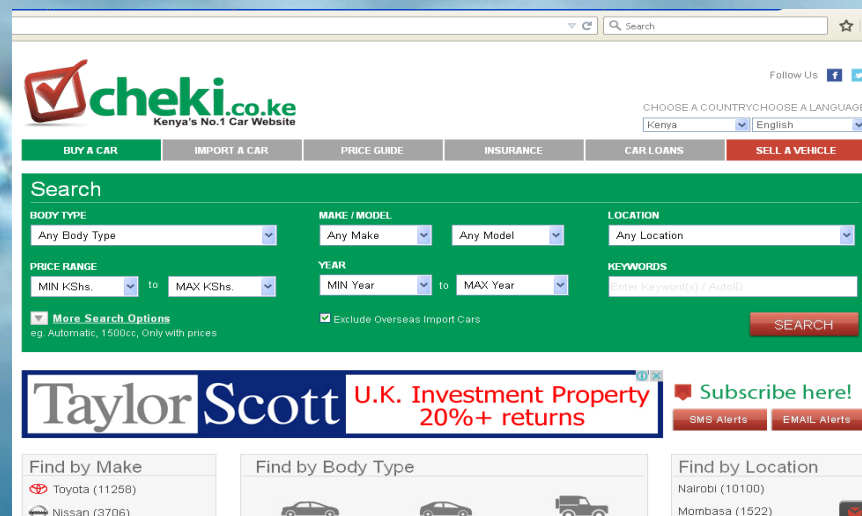 Search
cheki.co.ke
Kenya's No.1 Car Website
Follow Us
CHOOSE A COUNTRYCHOOSE A LANGUAGE
Kenya English
BUY A CAR IMPORT A CAR PRICE GUIDE INSURANCE CAR LOANS SELL A VEHICLE
Search
BODY TYPE MAKE / MODEL LOCATION
Any Body Type Any Make Any Model Any Location
PRICE RANGE YEAR KEYWORDS
MIN KShs. to MAX KShs. MIN Year to MAX Year Enter Keyword(s) / AutoID
More Search Options Exclude Overseas Import Cars
eg. Automatic, 1500cc, Only with prices SEARCH
Taylor Scott U.K. Investment Property
20%+ returns
Subscribe here!
SMS Alerts EMAIL Alerts
Find by Make Find by Body Type Find by Location
Toyota (11258) Nairobi (10100)
Nissan (3706) Mombasa (1522)